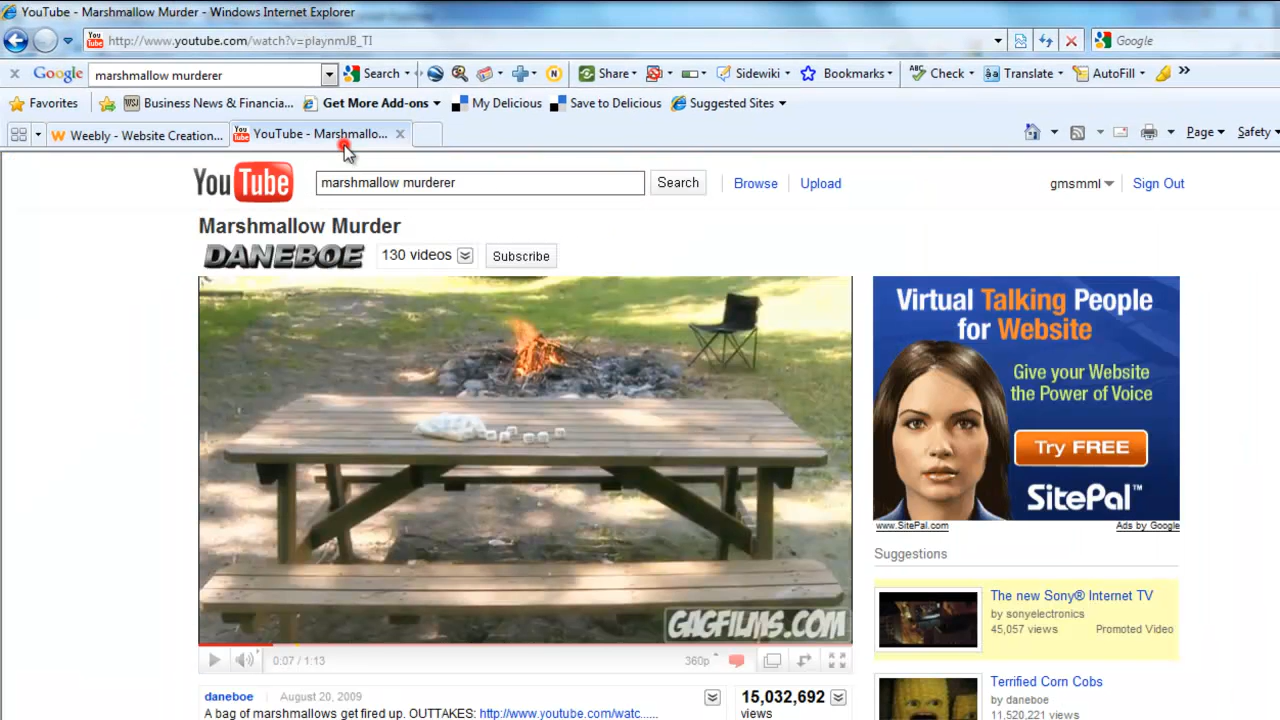 YouTube - Marshmallow Murder - Windows Internet Explorer
http://www.youtube.com/watch?v=playnmJB_TI
Google
Google marshmallow murderer Search Share Sidewiki Bookmarks ABC Check Translate AutoFill
Favorites WSJ Business News & Financia... Get More Add-ons My Delicious Save to Delicious Suggested Sites
Weebly - Website Creation... YouTube - Marshmallo... Page Safety
YouTube marshmallow murderer Search Browse Upload gmsmml Sign Out
Marshmallow Murder
DANEBOE 130 videos Subscribe
Virtual Talking People
for Website
Give your Website
the Power of Voice
Try FREE
SitePal™
www.SitePal.com Ads by Google
Suggestions
The new Sony® Internet TV
by sonyelectronics
45,057 views Promoted Video
GAGFILMS.COM
0:07 / 1:13 360p
Terrified Corn Cobs
by daneboe
11,520,221 views
daneboe August 20, 2009
A bag of marshmallows get fired up. OUTTAKES: http://www.youtube.com/watc......
15,032,692
views